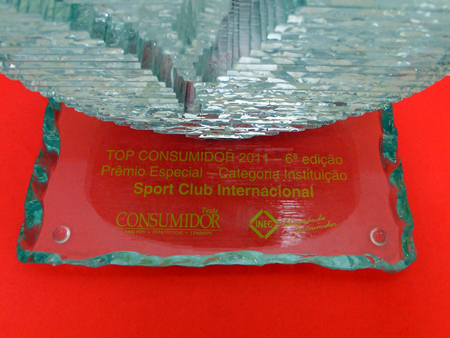 TOP CONSUMIDOR 2011 – 6ª edição
Prêmio Especial – Categoria Instituição
Sport Club Internacional
CONSUMIDOR
INEC